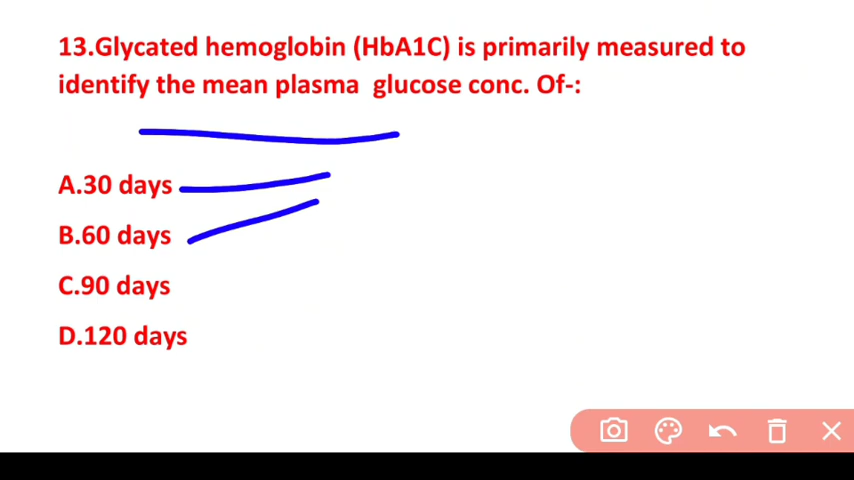 13.Glycated hemoglobin (HbA1C) is primarily measured to
identify the mean plasma glucose conc. Of-:
A.30 days
B.60 days
C.90 days
D.120 days